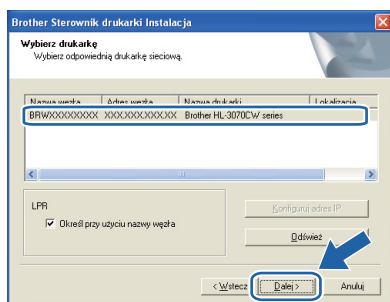 Brother Sterownik drukarki Instalacja
Wybierz drukarkę
Wybierz odpowiednią drukarkę sieciową.
Nazwa węzła Adres węzła Nazwa drukarki Lokalizacja
BRWXXXXXXXX XXX.XXX.XXX.XX Brother HL-3070CW series
LPR
Określ przy użyciu nazwy węzła
Konfiguruj adres IP
Odśwież
< Wstecz Dalej > Anuluj